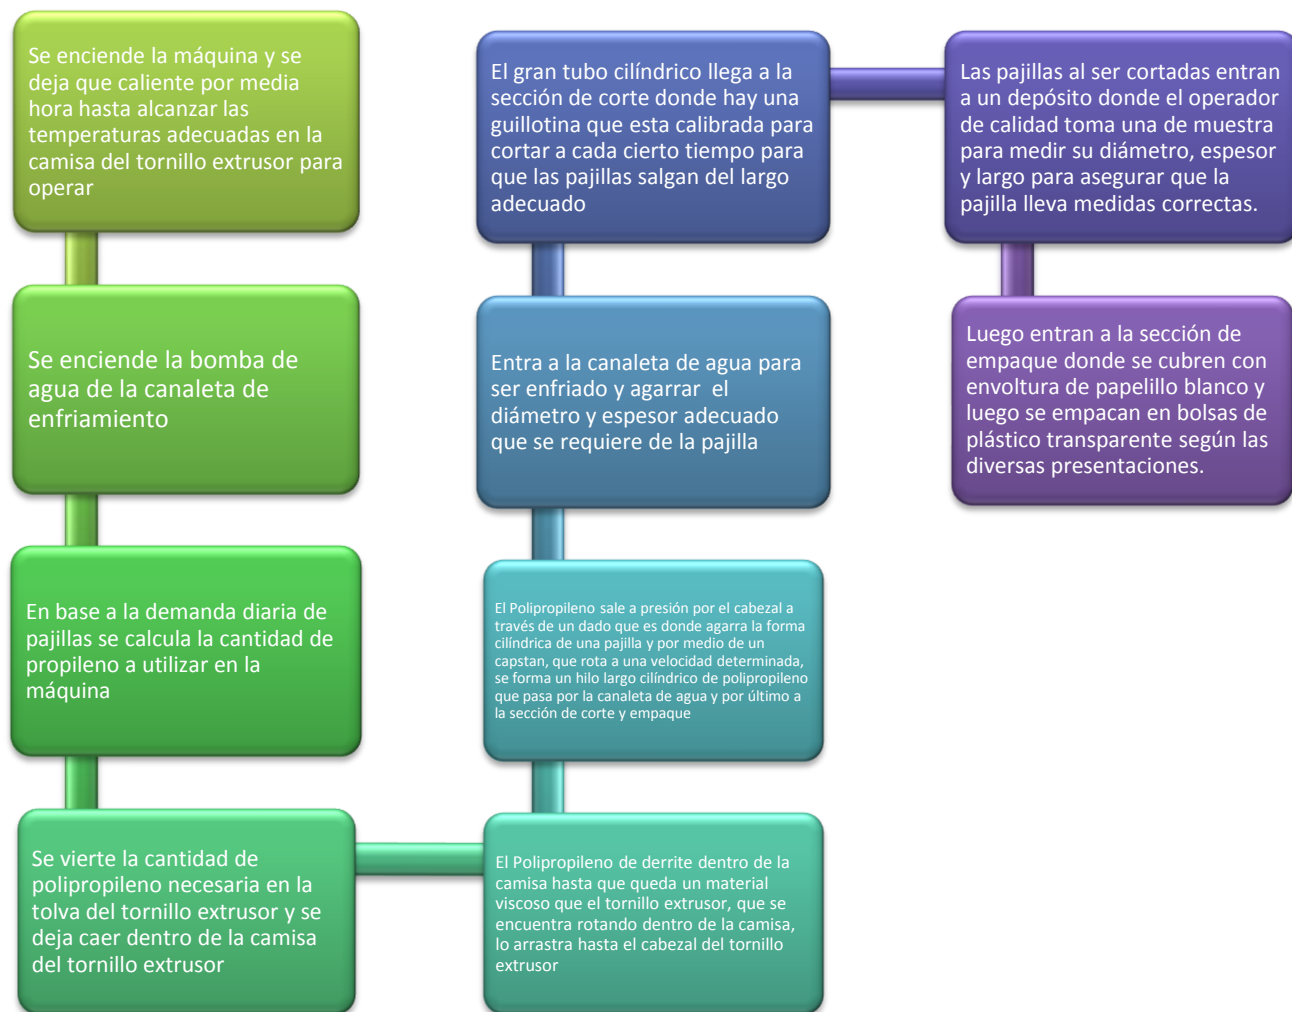 Se enciende la máquina y se
deja que caliente por media
hora hasta alcanzar las
temperaturas adecuadas en la
camisa del tornillo extrusor para
operar
Se enciende la bomba de
agua de la canaleta de
enfriamiento
En base a la demanda diaria de
pajillas se calcula la cantidad de
propileno a utilizar en la
máquina
Se vierte la cantidad de
polipropileno necesaria en la
tolva del tornillo extrusor y se
deja caer dentro de la camisa
del tornillo extrusor
El Polipropileno de derrite dentro de la
camisa hasta que queda un material
viscoso que el tornillo extrusor, que se
encuentra rotando dentro de la camisa,
lo arrastra hasta el cabezal del tornillo
extrusor
El Polipropileno sale a presión por el cabezal a
través de un dado que es donde agarra la forma
cilíndrica de una pajilla y por medio de un
capstan, que rota a una velocidad determinada,
se forma un hilo largo cilíndrico de polipropileno
que pasa por la canaleta de agua y por último a
la sección de corte y empaque
Entra a la canaleta de agua para
ser enfriado y agarrar el
diámetro y espesor adecuado
que se requiere de la pajilla
El gran tubo cilíndrico llega a la
sección de corte donde hay una
guillotina que esta calibrada para
cortar a cada cierto tiempo para
que las pajillas salgan del largo
adecuado
Las pajillas al ser cortadas entran
a un depósito donde el operador
de calidad toma una de muestra
para medir su diámetro, espesor
y largo para asegurar que la
pajilla lleva medidas correctas.
Luego entran a la sección de
empaque donde se cubren con
envoltura de papelillo blanco y
luego se empacan en bolsas de
plástico transparente según las
diversas presentaciones.